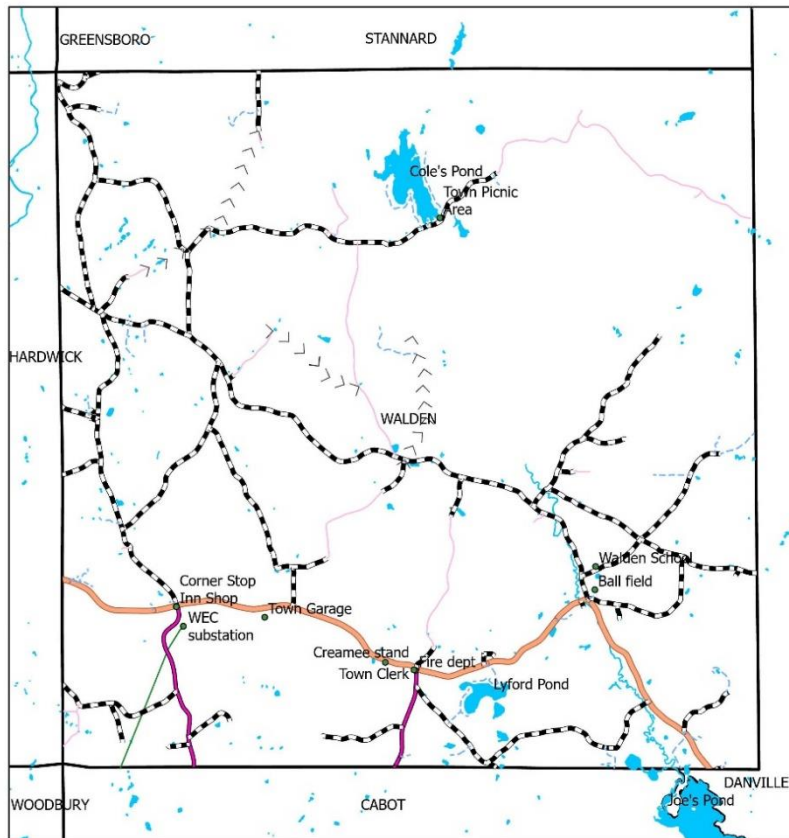 GREENSBORO
STANNARD
Cole's Pond
Town Picnic
Area
HARDWICK
WALDEN
Walden School
Ball field
Corner Stop
Inn Shop
WEC
substation
Town Garage
Creamee stand
Town Clerk
Fire dept
Lyford Pond
DANVILLE
WOODBURY
CABOT
Joe's Pond